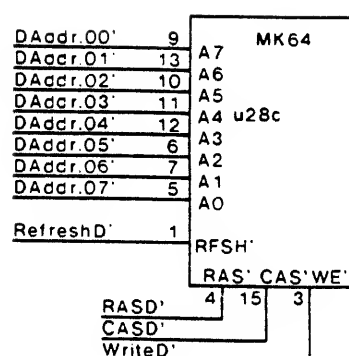 MK64
DAddr.00' 9 A7
DAddr.01' 13 A6
DAddr.02' 10 A5
DAddr.03' 11 A4 u28c
DAddr.04' 12 A3
DAddr.05' 6 A2
DAddr.06' 7 A1
DAddr.07' 5 A0
RefreshD' 1 RFSH'
RAS' CAS' WE'
4 15 3
RASD'
CASD'
WriteD'